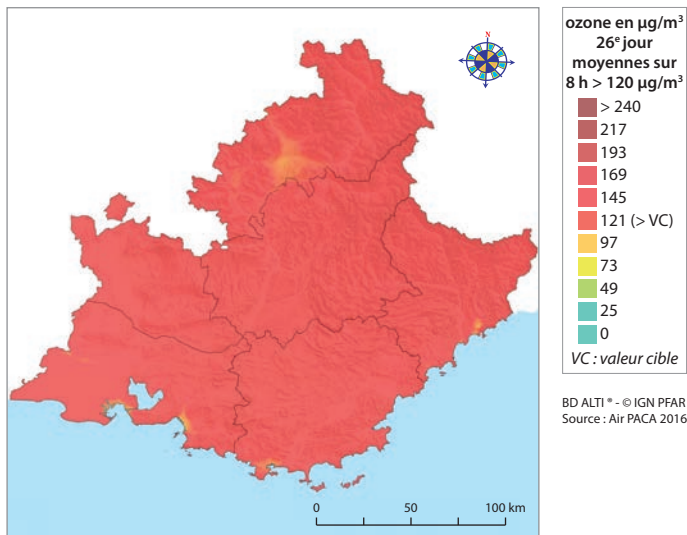 ozone en µg/m³
26ᵉ jour
moyennes sur
8 h > 120 µg/m³
> 240
217
193
169
145
121 (> VC)
97
73
49
25
0
VC : valeur cible
BD ALTI ® - © IGN PFAR
Source : Air PACA 2016
N
0 50 100 km